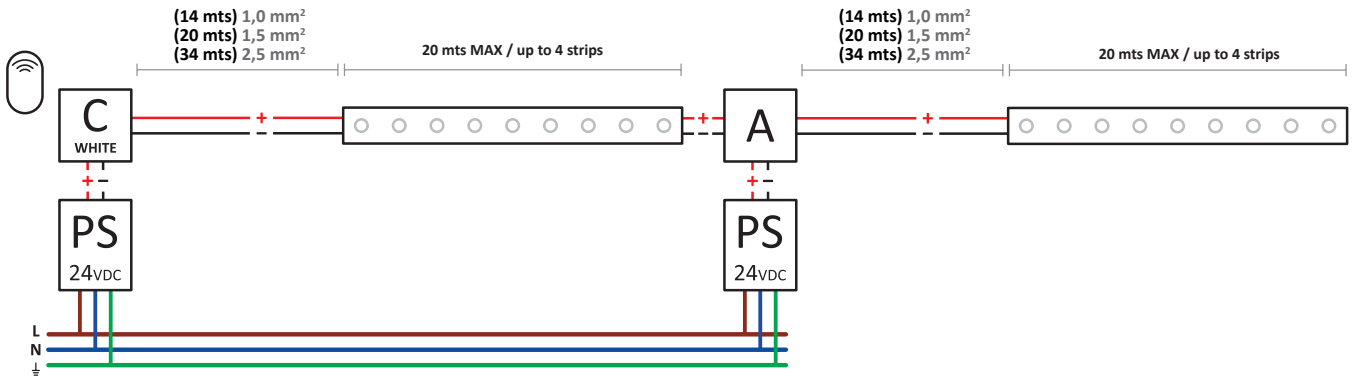 (14 mts) 1,0 mm²
(20 mts) 1,5 mm²
(34 mts) 2,5 mm²
20 mts MAX / up to 4 strips
(14 mts) 1,0 mm²
(20 mts) 1,5 mm²
(34 mts) 2,5 mm²
20 mts MAX / up to 4 strips
C
WHITE
+
−
+ −
A
+
−
+
−
+ −
PS
24VDC
PS
24VDC
L
N